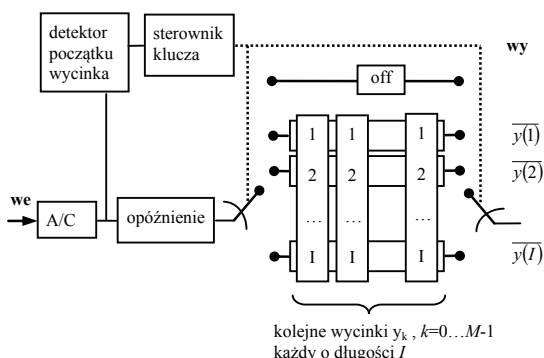 detektor
początku
wycinka
sterownik
klucza
wy
off
1 1 1
y(1)
2 2 2
y(2)
we
A/C
opóźnienie
... ... ...
I I I
y(I)
kolejne wycinki yk , k=0…M-1
każdy o długości I